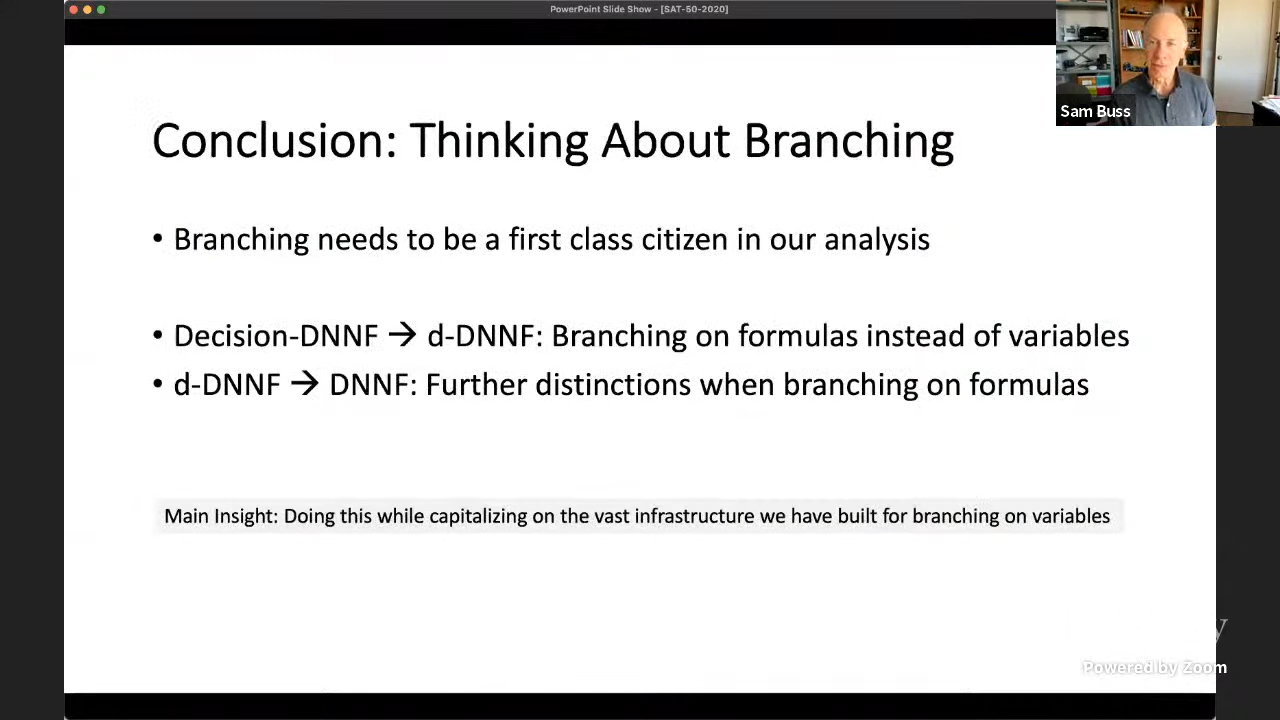 PowerPoint Slide Show - [SAT-50-2020]
Sam Buss
Conclusion: Thinking About Branching
• Branching needs to be a first class citizen in our analysis
• Decision-DNNF → d-DNNF: Branching on formulas instead of variables
• d-DNNF → DNNF: Further distinctions when branching on formulas
Main Insight: Doing this while capitalizing on the vast infrastructure we have built for branching on variables
Powered by Zoom